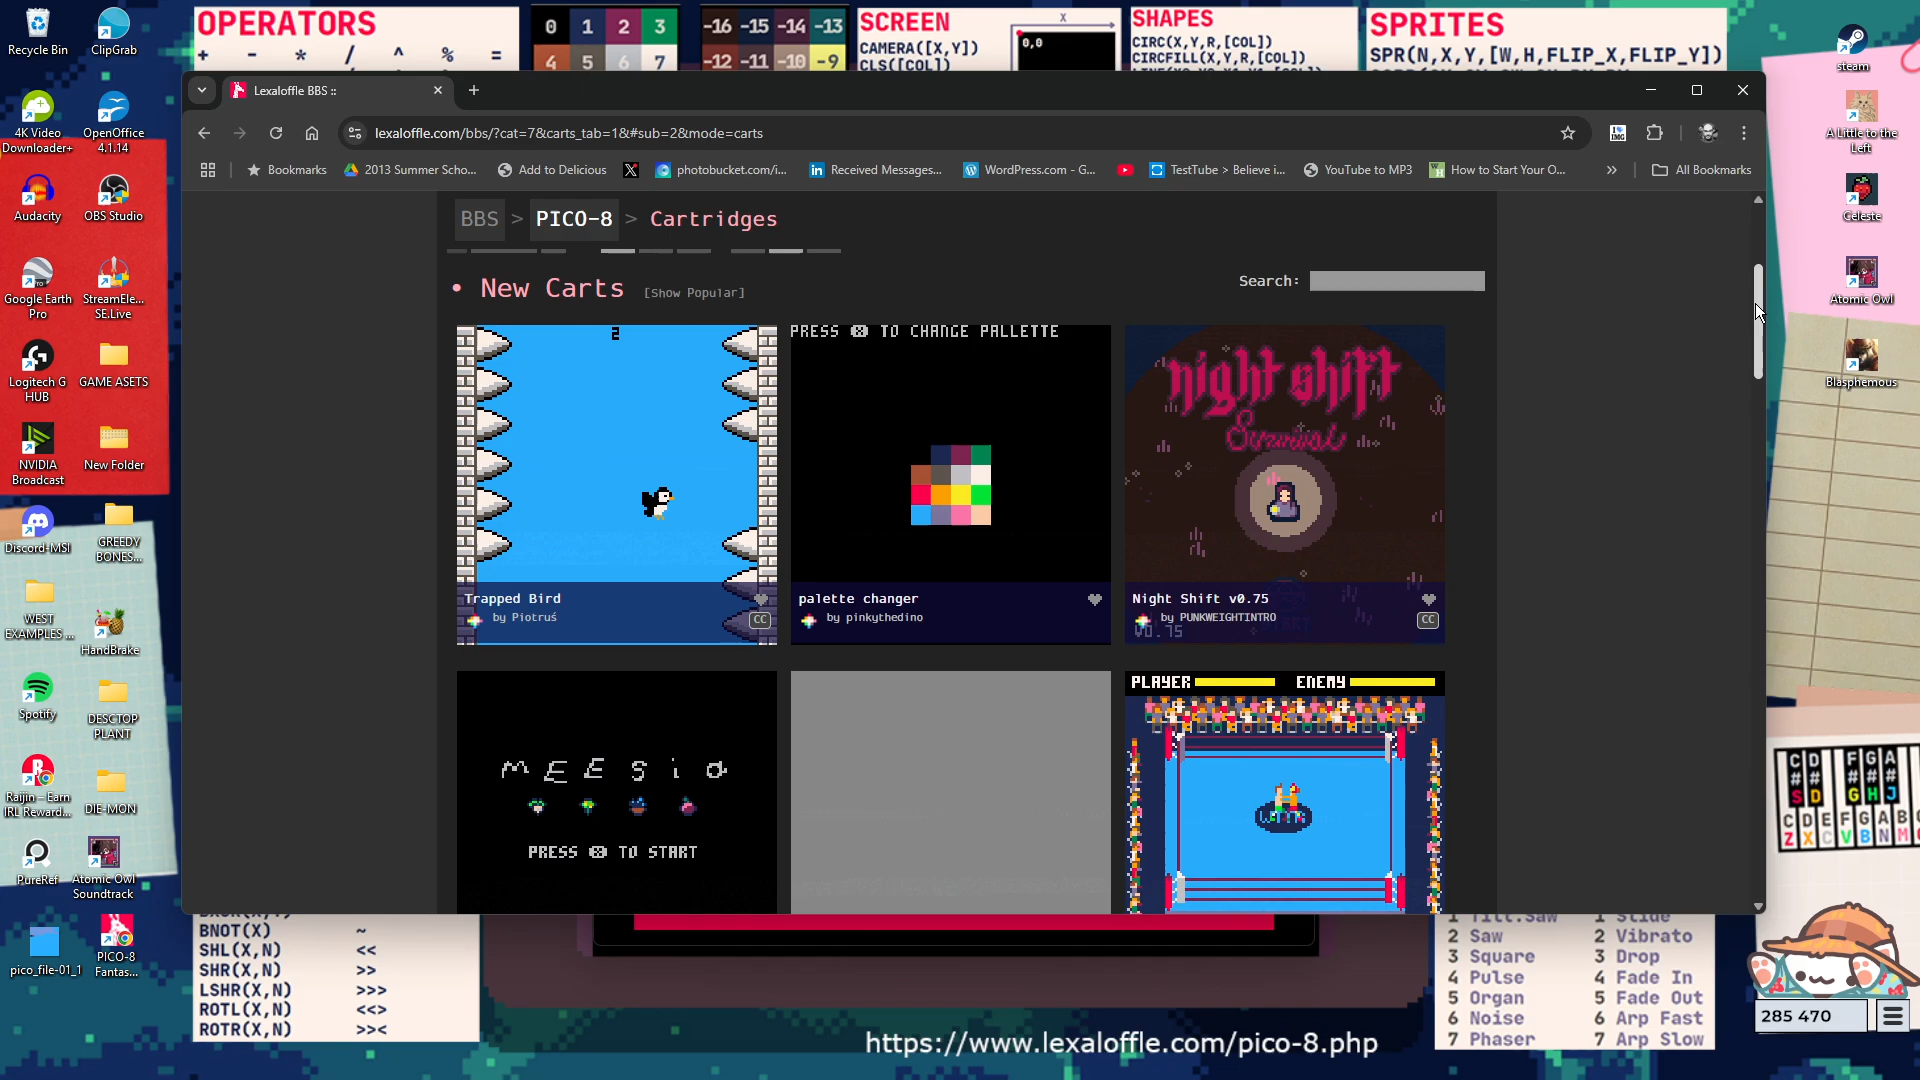 OPERATORS
+ - * / ^ % =
0 1 2 3
4 5 6 7
-16 -15 -14 -13
-12 -11 -10 -9
SCREEN
CAMERA([X,Y])
CLS([COL])
X
0,0
SHAPES
CIRC(X,Y,R,[COL])
CIRCFILL(X,Y,R,[COL])
SPRITES
SPR(N,X,Y,[W,H,FLIP_X,FLIP_Y])
Recycle Bin
ClipGrab
4K Video Downloader+
OpenOffice 4.1.14
Audacity
OBS Studio
Google Earth Pro
StreamEle... SE.Live
Logitech G HUB
GAME ASETS
NVIDIA Broadcast
New Folder
Discord-MSI
GREEDY BONES...
WEST EXAMPLES ...
HandBrake
Spotify
DESCTOP PLANT
Raijin – Earn IRL Reward...
DIE-MON
PureRef
Atomic Owl Soundtrack
pico_file-01_1
PICO-8 Fantas...
steam
A Little to the Left
Celeste
Atomic Owl
Blasphemous
Lexaloffle BBS ::
lexaloffle.com/bbs/?cat=7&carts_tab=1&#sub=2&mode=carts
Bookmarks
2013 Summer Scho...
Add to Delicious
photobucket.com/i...
Received Messages...
WordPress.com - G...
TestTube > Believe i...
YouTube to MP3
How to Start Your O...
»
All Bookmarks
BBS > PICO-8 > Cartridges
• New Carts [Show Popular]
Search:
2
Trapped Bird
by Piotruś
CC
PRESS ❎ TO CHANGE PALLETTE
palette changer
by pinkythedino
night shift
Survival
Night Shift v0.75
by PUNKWEIGHTINTRO
V0.75
CC
MEESid
PRESS ❎ TO START
PLAYER
ENEMY
BNOT(X) ~
SHL(X,N) <<
SHR(X,N) >>
LSHR(X,N) >>>
ROTL(X,N) <<>
ROTR(X,N) >><
1 Tilt.Saw 1 Slide
2 Saw 2 Vibrato
3 Square 3 Drop
4 Pulse 4 Fade In
5 Organ 5 Fade Out
6 Noise 6 Arp Fast
7 Phaser 7 Arp Slow
C D F G A
# # # # #
S D G H J
C D E F G A B
Z X C V B N M
285 470
https://www.lexaloffle.com/pico-8.php